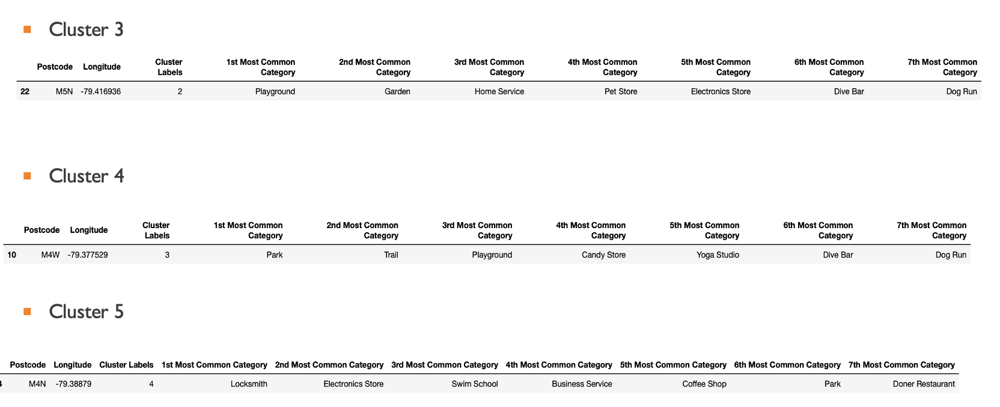 Cluster 3
Postcode Longitude Cluster Labels 1st Most Common Category 2nd Most Common Category 3rd Most Common Category 4th Most Common Category 5th Most Common Category 6th Most Common Category 7th Most Common Category
22 M5N -79.416936 2 Playground Garden Home Service Pet Store Electronics Store Dive Bar Dog Run
Cluster 4
Postcode Longitude Cluster Labels 1st Most Common Category 2nd Most Common Category 3rd Most Common Category 4th Most Common Category 5th Most Common Category 6th Most Common Category 7th Most Common Category
10 M4W -79.377529 3 Park Trail Playground Candy Store Yoga Studio Dive Bar Dog Run
Cluster 5
Postcode Longitude Cluster Labels 1st Most Common Category 2nd Most Common Category 3rd Most Common Category 4th Most Common Category 5th Most Common Category 6th Most Common Category 7th Most Common Category
4 M4N -79.38879 4 Locksmith Electronics Store Swim School Business Service Coffee Shop Park Doner Restaurant